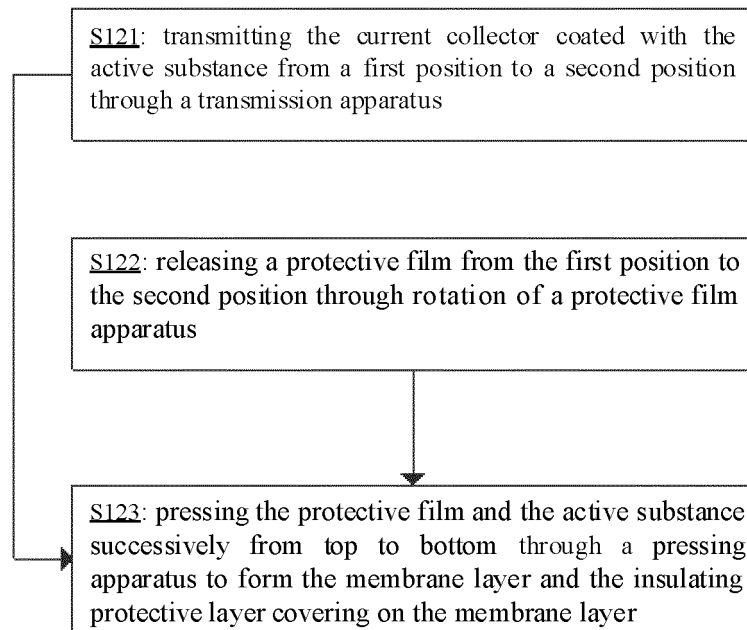 S121: transmitting the current collector coated with the
active substance from a first position to a second position
through a transmission apparatus
S122: releasing a protective film from the first position to
the second position through rotation of a protective film
apparatus
S123: pressing the protective film and the active substance
successively from top to bottom through a pressing
apparatus to form the membrane layer and the insulating
protective layer covering on the membrane layer